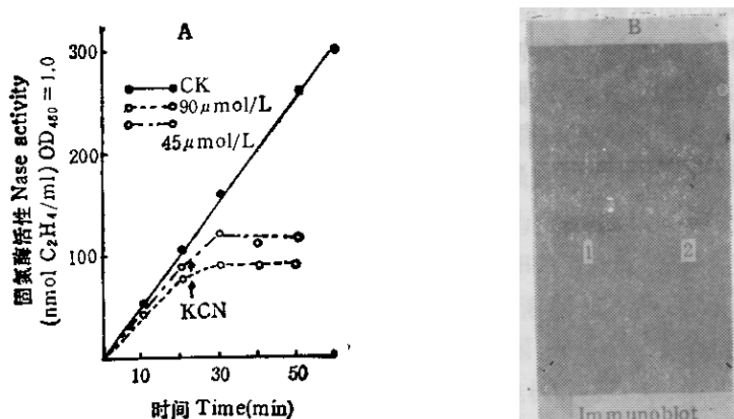 A
300
CK
90μmol/L
45μmol/L
200
100
KCN
10
30
50
时间 Time(min)
固氮酶活性 Nase activity
(nmol C₂H₄/ml) OD₄₆₀=1.0
B
1
2
Immunoblot